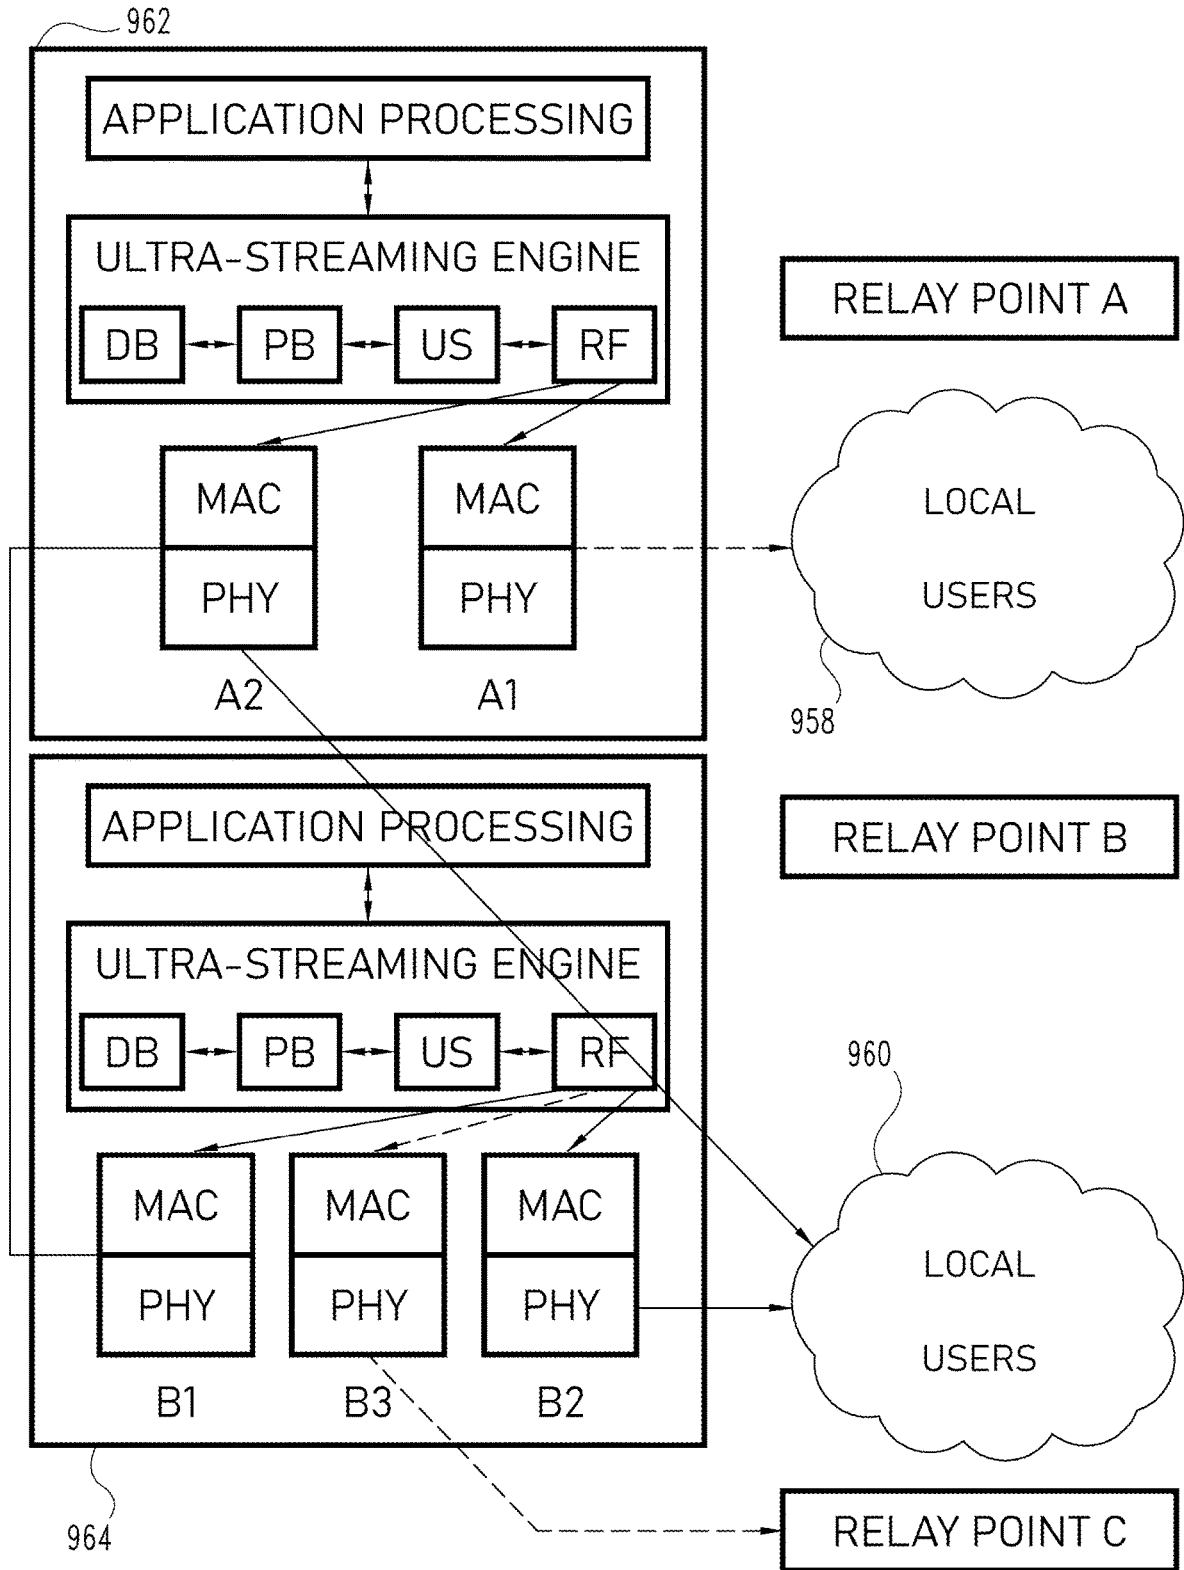 962
APPLICATION PROCESSING
ULTRA-STREAMING ENGINE
DB PB US RF
RELAY POINT A
MAC MAC
PHY PHY
A2 A1
LOCAL
USERS
958
APPLICATION PROCESSING
RELAY POINT B
ULTRA-STREAMING ENGINE
DB PB US RF
960
MAC MAC MAC
PHY PHY PHY
B1 B3 B2
LOCAL
USERS
964
RELAY POINT C